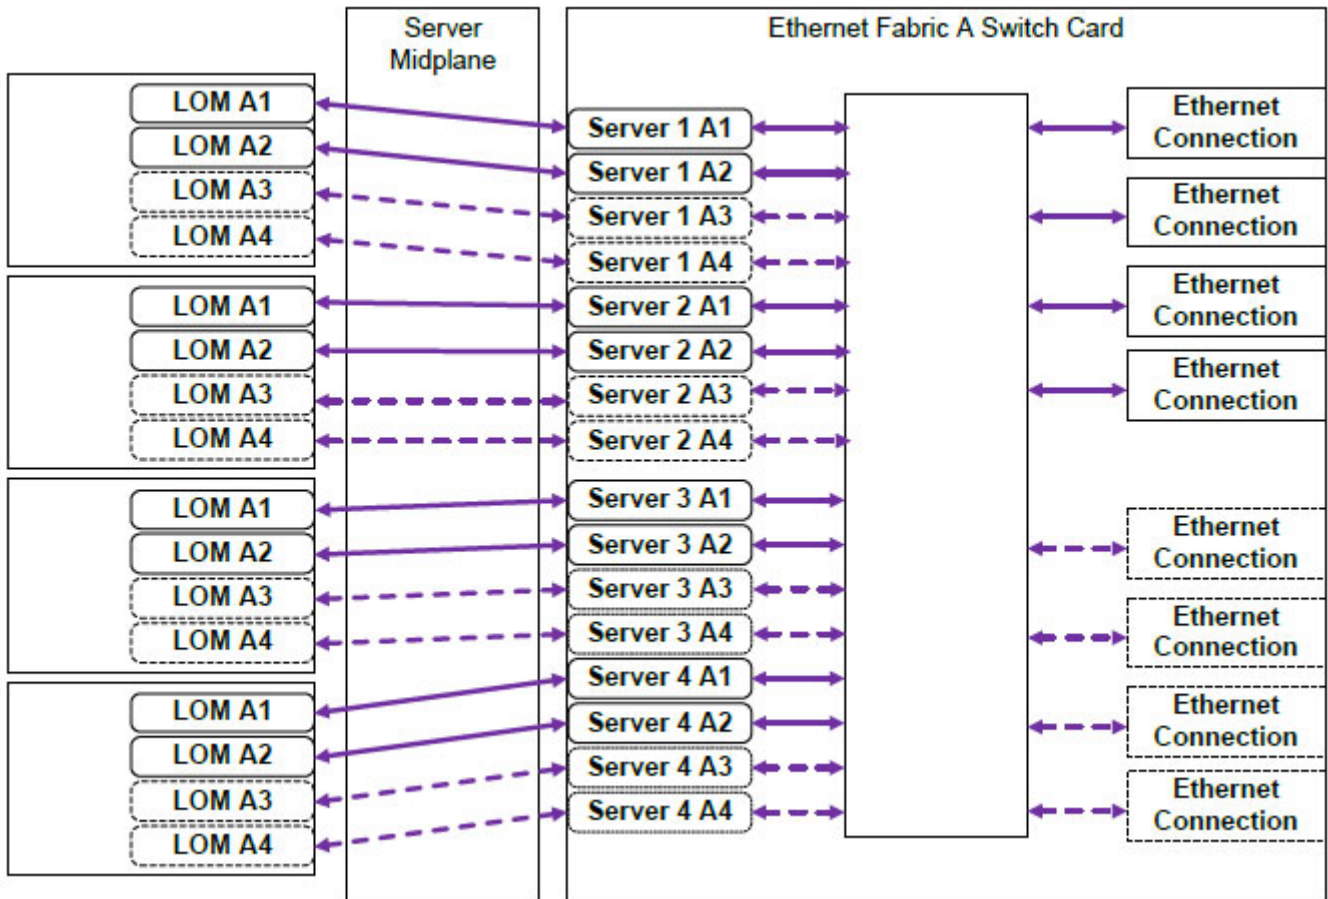 Server
Midplane
Ethernet Fabric A Switch Card
LOM A1
LOM A2
LOM A3
LOM A4
LOM A1
LOM A2
LOM A3
LOM A4
LOM A1
LOM A2
LOM A3
LOM A4
LOM A1
LOM A2
LOM A3
LOM A4
Server 1 A1
Server 1 A2
Server 1 A3
Server 1 A4
Server 2 A1
Server 2 A2
Server 2 A3
Server 2 A4
Server 3 A1
Server 3 A2
Server 3 A3
Server 3 A4
Server 4 A1
Server 4 A2
Server 4 A3
Server 4 A4
Ethernet
Connection
Ethernet
Connection
Ethernet
Connection
Ethernet
Connection
Ethernet
Connection
Ethernet
Connection
Ethernet
Connection
Ethernet
Connection